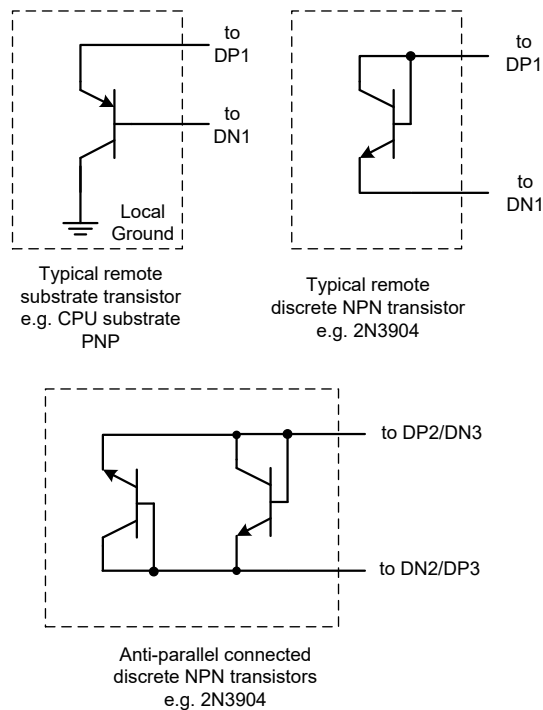 to
DP1
to
DN1
Local
Ground
Typical remote
substrate transistor
e.g. CPU substrate
PNP
to
DP1
to
DN1
Typical remote
discrete NPN transistor
e.g. 2N3904
to DP2/DN3
to DN2/DP3
Anti-parallel connected
discrete NPN transistors
e.g. 2N3904